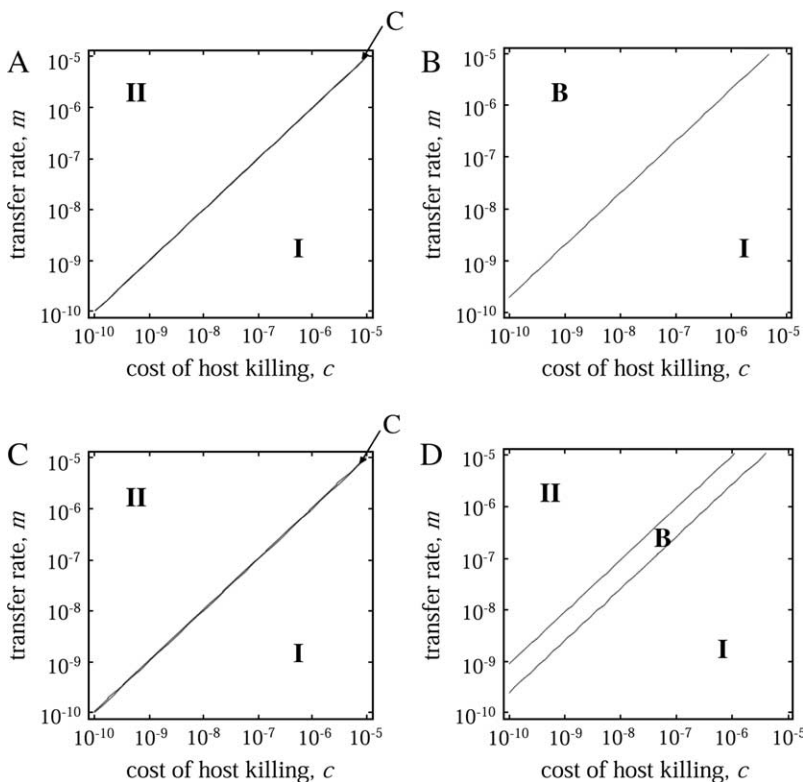 C
A
10⁻⁵
10⁻⁶
10⁻⁷
10⁻⁸
10⁻⁹
10⁻¹⁰
transfer rate, m
II
I
10⁻¹⁰ 10⁻⁹ 10⁻⁸ 10⁻⁷ 10⁻⁶ 10⁻⁵
cost of host killing, c
B
10⁻⁵
10⁻⁶
10⁻⁷
10⁻⁸
10⁻⁹
10⁻¹⁰
transfer rate, m
B
I
10⁻¹⁰ 10⁻⁹ 10⁻⁸ 10⁻⁷ 10⁻⁶ 10⁻⁵
cost of host killing, c
C
C
10⁻⁵
10⁻⁶
10⁻⁷
10⁻⁸
10⁻⁹
10⁻¹⁰
transfer rate, m
II
I
10⁻¹⁰ 10⁻⁹ 10⁻⁸ 10⁻⁷ 10⁻⁶ 10⁻⁵
cost of host killing, c
D
10⁻⁵
10⁻⁶
10⁻⁷
10⁻⁸
10⁻⁹
10⁻¹⁰
transfer rate, m
II
B
I
10⁻¹⁰ 10⁻⁹ 10⁻⁸ 10⁻⁷ 10⁻⁶ 10⁻⁵
cost of host killing, c